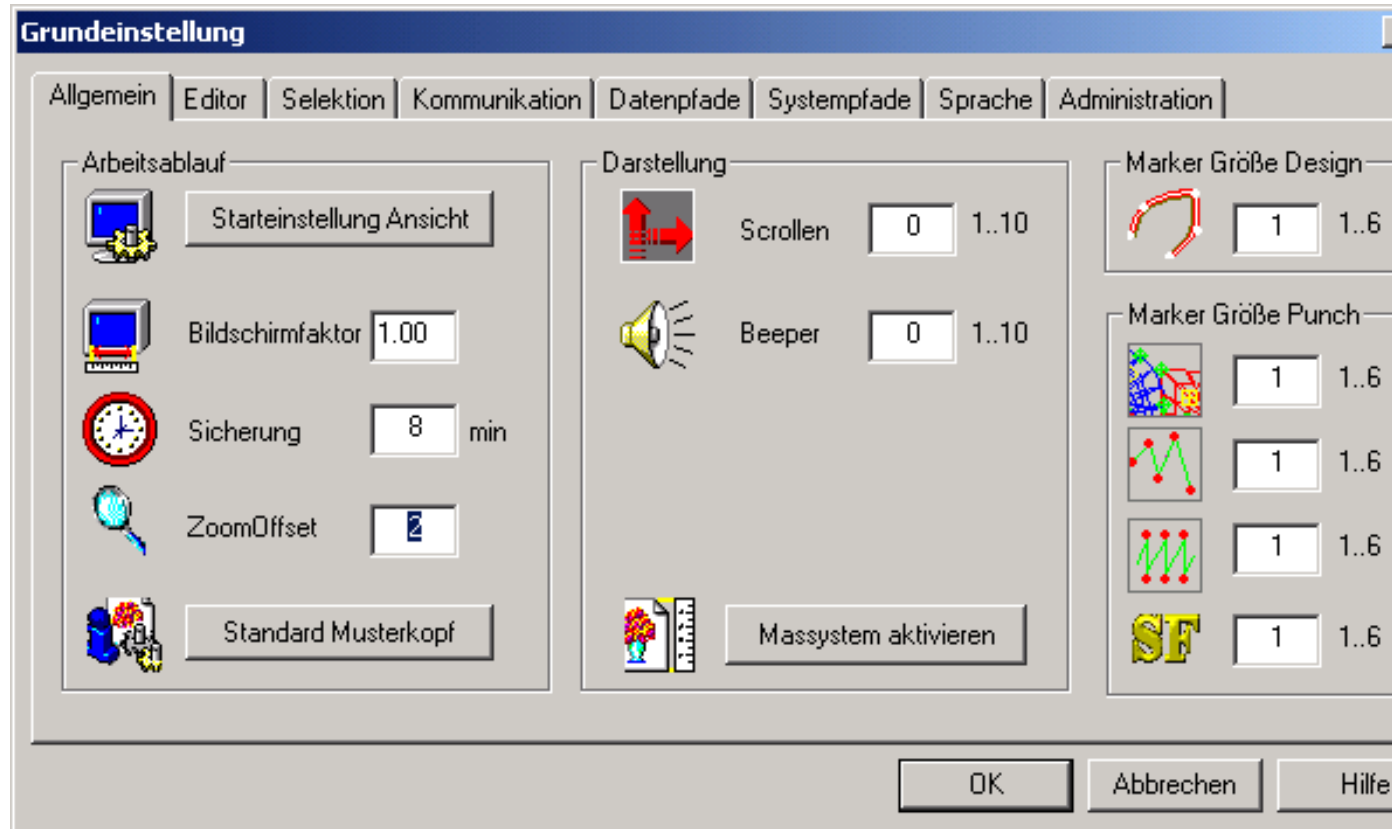 Grundeinstellung
Allgemein Editor Selektion Kommunikation Datenpfade Systempfade Sprache Administration
Arbeitsablauf
Starteinstellung Ansicht
Bildschirmfaktor 1.00
Sicherung 8 min
ZoomOffset 2
Standard Musterkopf
Darstellung
Scrollen 0 1..10
Beeper 0 1..10
Massystem aktivieren
Marker Größe Design
1 1..6
Marker Größe Punch
1 1..6
1 1..6
1 1..6
SF 1 1..6
OK Abbrechen Hilfe